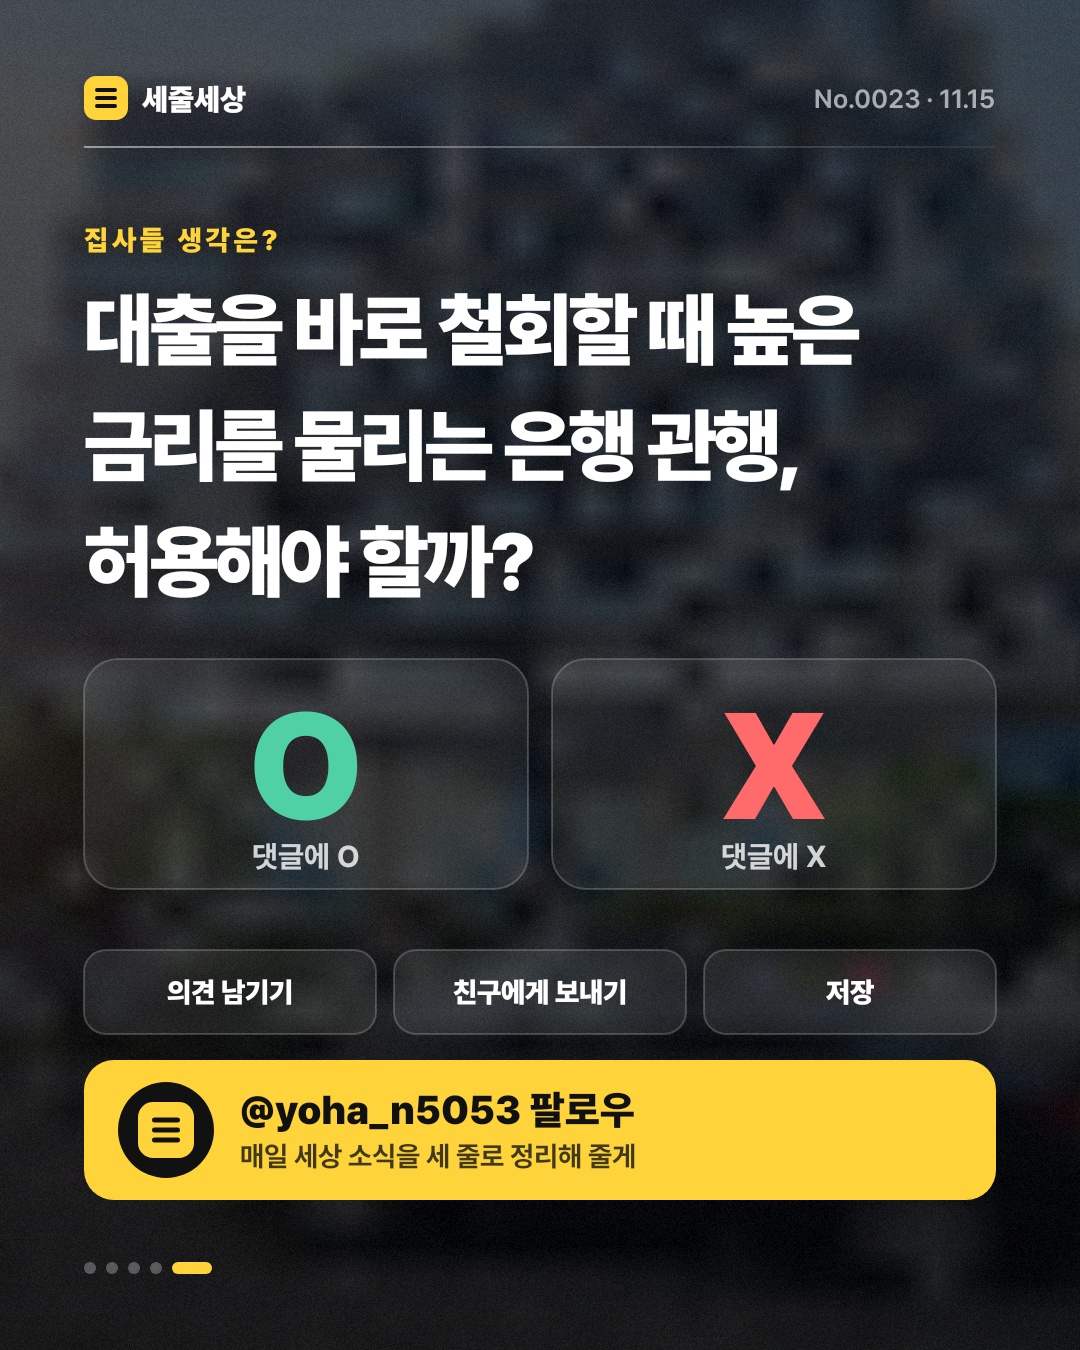 세줄세상
No.0023 · 11.15
집사들 생각은?
대출을 바로 철회할 때 높은
금리를 물리는 은행 관행,
허용해야 할까?
O
댓글에 O
X
댓글에 X
의견 남기기
친구에게 보내기
저장
@yoha_n5053 팔로우
매일 세상 소식을 세 줄로 정리해 줄게